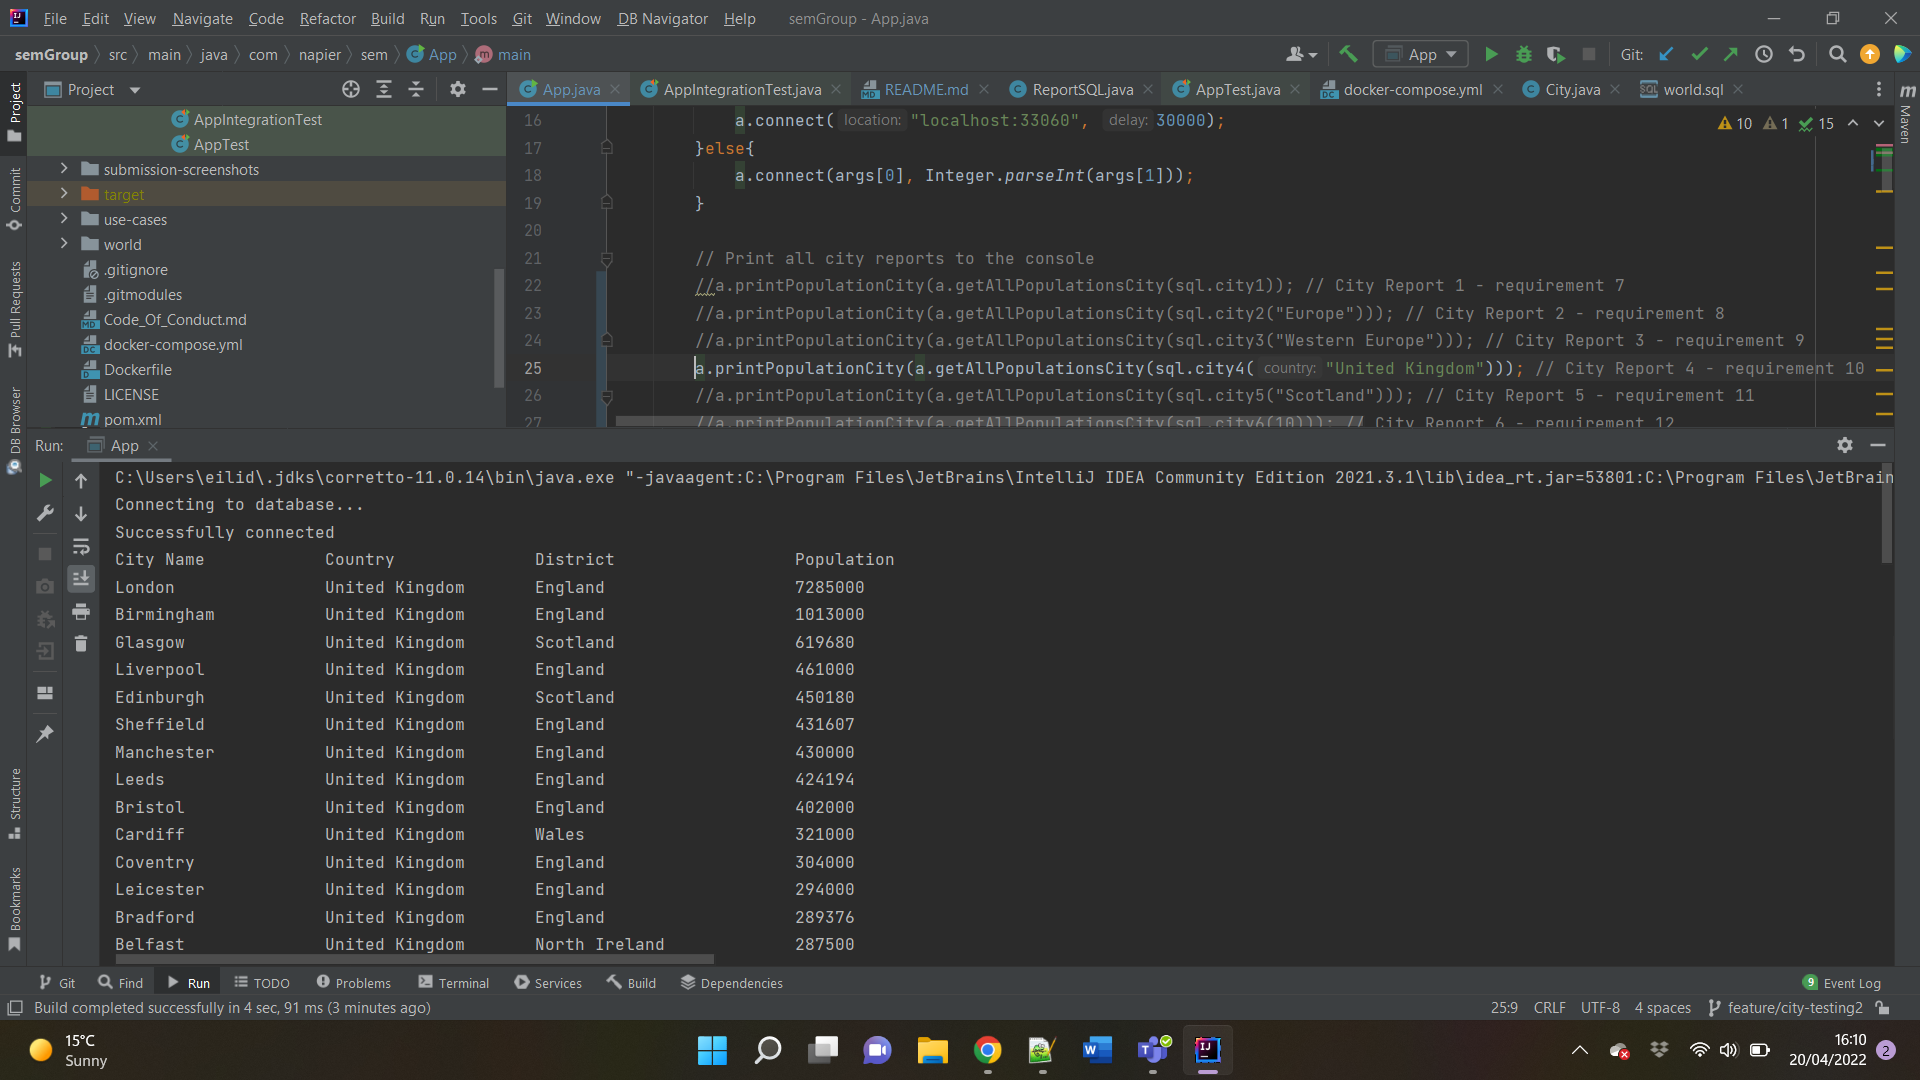 File Edit View Navigate Code Refactor Build Run Tools Git Window DB Navigator Help semGroup - App.java
semGroup src main java com napier sem App main App Git:
Project App.java AppIntegrationTest.java README.md ReportSQL.java AppTest.java docker-compose.yml City.java world.sql
Project
Commit
Pull Requests
DB Browser
Structure
Bookmarks
Maven
AppIntegrationTest
AppTest
submission-screenshots
target
use-cases
world
.gitignore
.gitmodules
Code_Of_Conduct.md
docker-compose.yml
Dockerfile
LICENSE
pom.xml
10 1 15
16 a.connect( location: "localhost:33060", delay: 30000);
17 }else{
18 a.connect(args[0], Integer.parseInt(args[1]));
19 }
20
21 // Print all city reports to the console
22 //a.printPopulationCity(a.getAllPopulationsCity(sql.city1)); // City Report 1 - requirement 7
23 //a.printPopulationCity(a.getAllPopulationsCity(sql.city2("Europe"))); // City Report 2 - requirement 8
24 //a.printPopulationCity(a.getAllPopulationsCity(sql.city3("Western Europe"))); // City Report 3 - requirement 9
25 a.printPopulationCity(a.getAllPopulationsCity(sql.city4( country: "United Kingdom"))); // City Report 4 - requirement 10
26 //a.printPopulationCity(a.getAllPopulationsCity(sql.city5("Scotland"))); // City Report 5 - requirement 11
27 //a.printPopulationCity(a.getAllPopulationsCity(sql.city6(10))); // City Report 6 - requirement 12
Run: App
C:\Users\eilid\.jdks\corretto-11.0.14\bin\java.exe "-javaagent:C:\Program Files\JetBrains\IntelliJ IDEA Community Edition 2021.3.1\lib\idea_rt.jar=53801:C:\Program Files\JetBrain
Connecting to database...
Successfully connected
City Name Country District Population
London United Kingdom England 7285000
Birmingham United Kingdom England 1013000
Glasgow United Kingdom Scotland 619680
Liverpool United Kingdom England 461000
Edinburgh United Kingdom Scotland 450180
Sheffield United Kingdom England 431607
Manchester United Kingdom England 430000
Leeds United Kingdom England 424194
Bristol United Kingdom England 402000
Cardiff United Kingdom Wales 321000
Coventry United Kingdom England 304000
Leicester United Kingdom England 294000
Bradford United Kingdom England 289376
Belfast United Kingdom North Ireland 287500
Git Find Run TODO Problems Terminal Services Build Dependencies 9 Event Log
Build completed successfully in 4 sec, 91 ms (3 minutes ago) 25:9 CRLF UTF-8 4 spaces feature/city-testing2
15°C
Sunny
16:10
20/04/2022
2